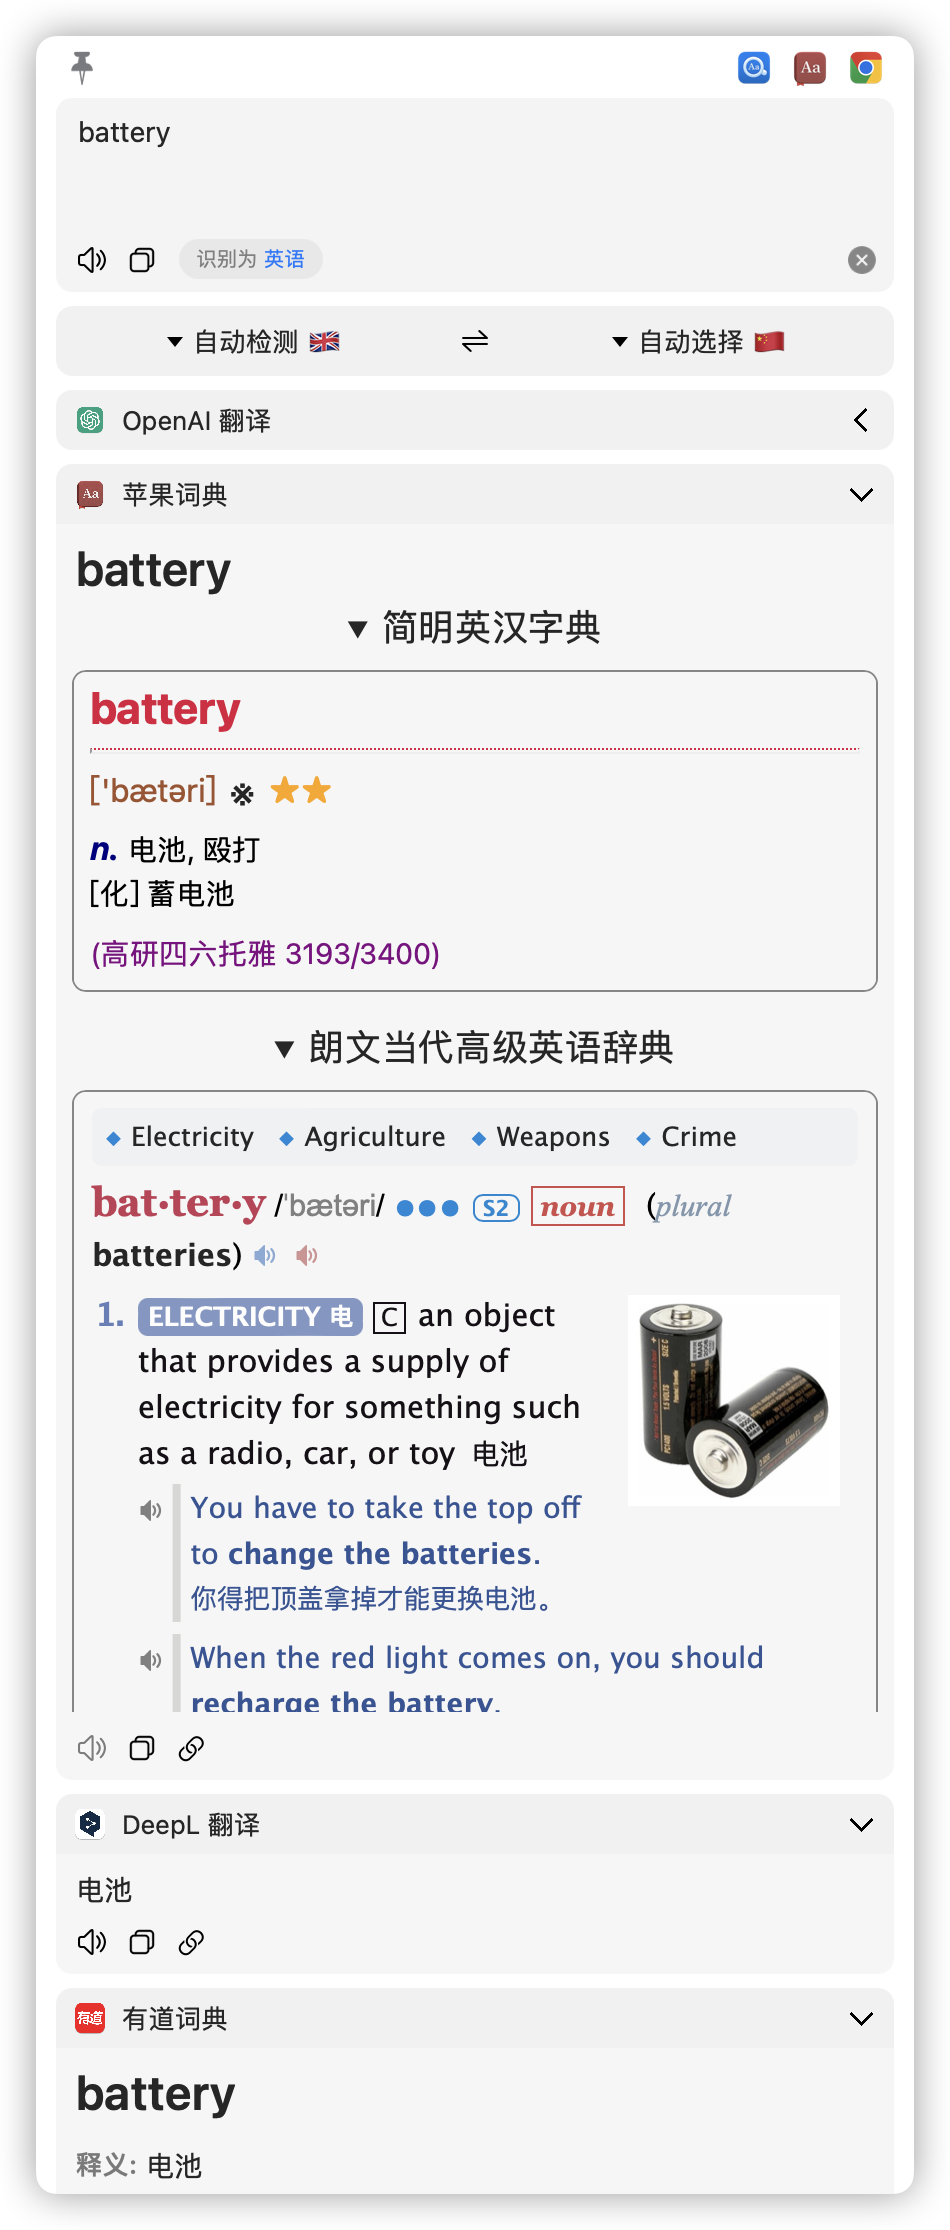 Aa
Aa
battery
识别为 英语
▼ 自动检测 🇬🇧 ⇌ ▼ 自动选择 🇨🇳
OpenAI 翻译
Aa 苹果词典
battery
▼ 简明英汉字典
battery
['bætəri] ※ ⭐⭐
n. 电池, 殴打
[化] 蓄电池
(高研四六托雅 3193/3400)
▼ 朗文当代高级英语辞典
◆ Electricity ◆ Agriculture ◆ Weapons ◆ Crime
bat·ter·y /ˈbætəri/ ●●● S2 noun (plural
batteries)
1. ELECTRICITY 电 C an object
that provides a supply of
electricity for something such
as a radio, car, or toy 电池
You have to take the top off
to change the batteries.
你得把顶盖拿掉才能更换电池。
When the red light comes on, you should
recharge the battery.
DeepL 翻译
电池
有道 有道词典
battery
释义: 电池